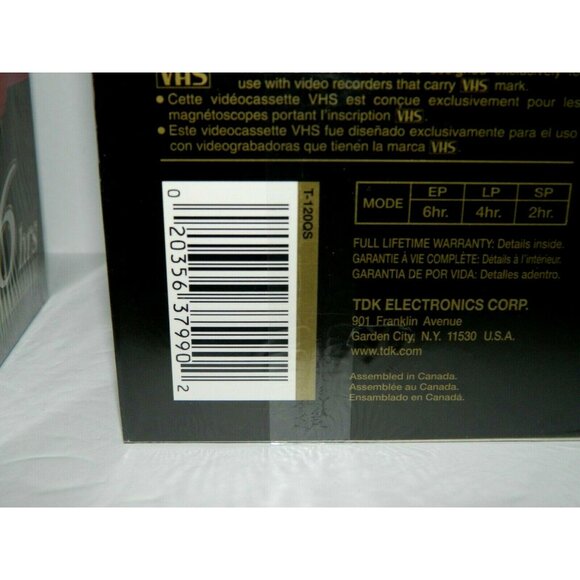 VHS
use with video recorders that carry VHS mark.
• Cette vidéocassette VHS est conçue exclusivement pour les
magnétoscopes portant l'inscription VHS.
• Este videocassette VHS fue diseñado exclusivamente para el uso
con videograbadoras que tienen la marca VHS.
T-120QS
0 20356 37990 2
MODE EP LP SP
6hr. 4hr. 2hr.
FULL LIFETIME WARRANTY: Details inside.
GARANTIE À VIE COMPLÈTE: Détails à l'intérieur.
GARANTIA DE POR VIDA: Detalles adentro.
TDK ELECTRONICS CORP.
901 Franklin Avenue
Garden City, N.Y. 11530 U.S.A.
www.tdk.com
Assembled in Canada.
Assemblée au Canada.
Ensamblado en Canadá.
6 hrs